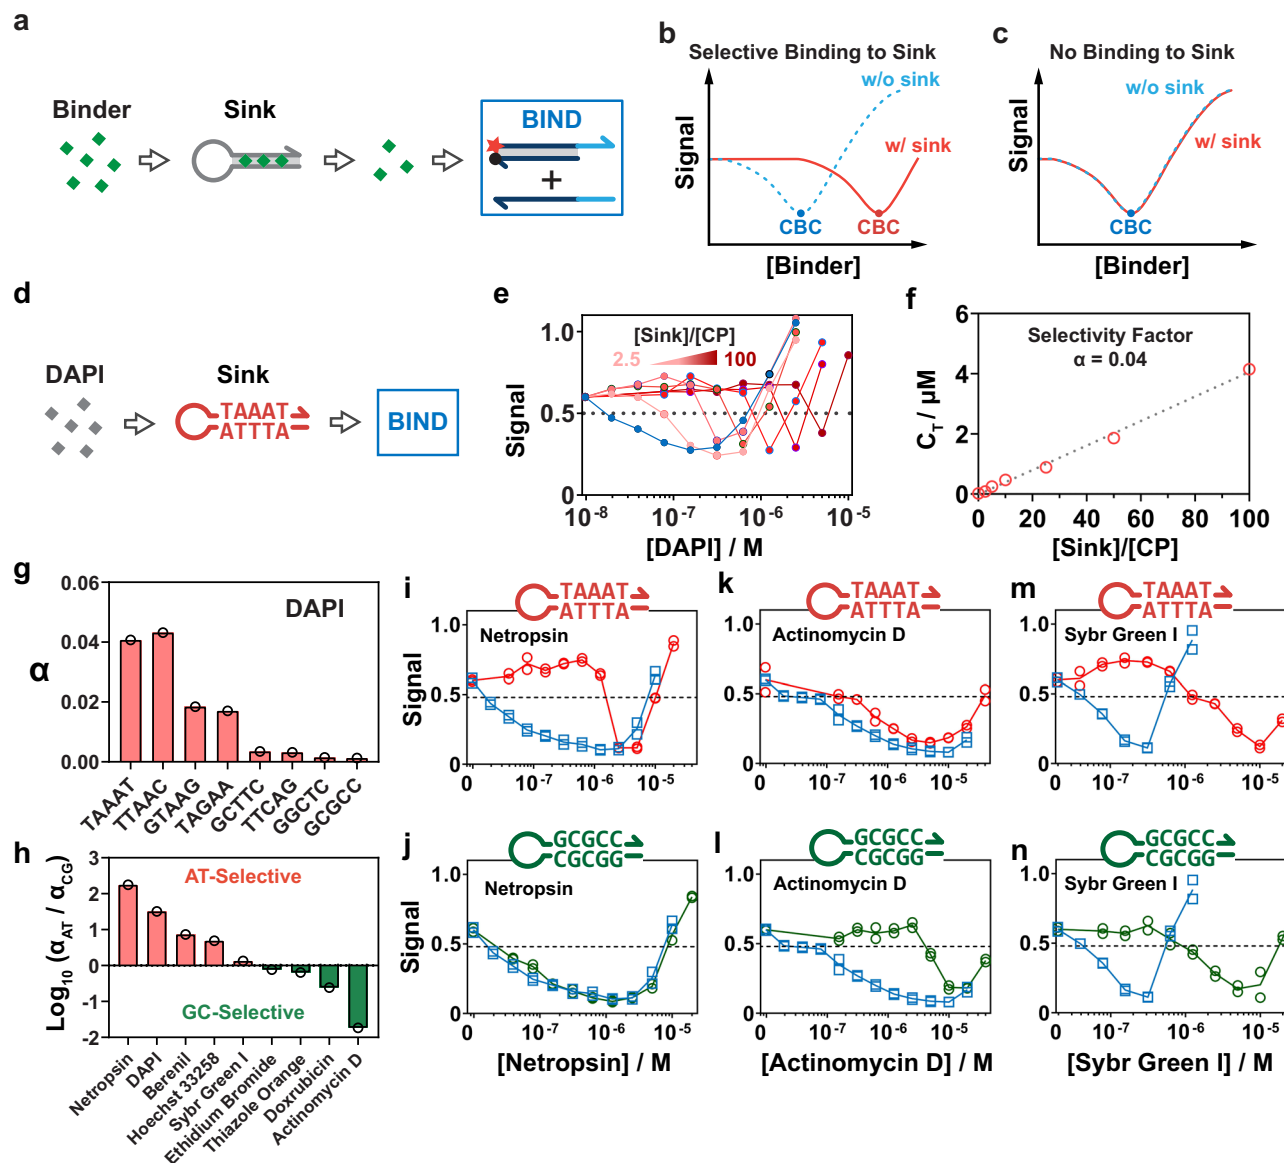 a
Binder
Sink
BIND
+
b
Selective Binding to Sink
w/o sink
w/ sink
Signal
CBC
CBC
[Binder]
c
No Binding to Sink
w/o sink
w/ sink
Signal
CBC
[Binder]
d
DAPI
Sink
TAAAT
ATTTA
BIND
e
[Sink]/[CP]
2.5
100
Signal
1.0
0.5
0
10-8
10-7
10-6
10-5
[DAPI] / M
f
Selectivity Factor
α = 0.04
CT / μM
6
4
2
0
0
20
40
60
80
100
[Sink]/[CP]
g
DAPI
α
0.06
0.04
0.02
0.00
TAAAT
TTAAC
GTAAG
TAGAA
GCTTC
TTCAG
GGCTC
GCGCC
h
AT-Selective
GC-Selective
Log10 (αAT / αCG)
3
2
1
0
-1
-2
Netropsin
DAPI
Berenil
Hoechst 33258
Sybr Green I
Ethidium Bromide
Thiazole Orange
Doxrubicin
Actinomycin D
i
TAAAT
ATTTA
Netropsin
Signal
1.0
0.5
0
0
10-7
10-6
10-5
j
GCGCC
CGCGG
Netropsin
Signal
1.0
0.5
0
0
10-7
10-6
10-5
[Netropsin] / M
k
TAAAT
ATTTA
Actinomycin D
1.0
0.5
0
0
10-7
10-6
10-5
l
GCGCC
CGCGG
Actinomycin D
1.0
0.5
0
0
10-7
10-6
10-5
[Actinomycin D] / M
m
TAAAT
ATTTA
Sybr Green I
1.0
0.5
0
0
10-7
10-6
10-5
n
GCGCC
CGCGG
Sybr Green I
1.0
0.5
0
0
10-7
10-6
10-5
[Sybr Green I] / M